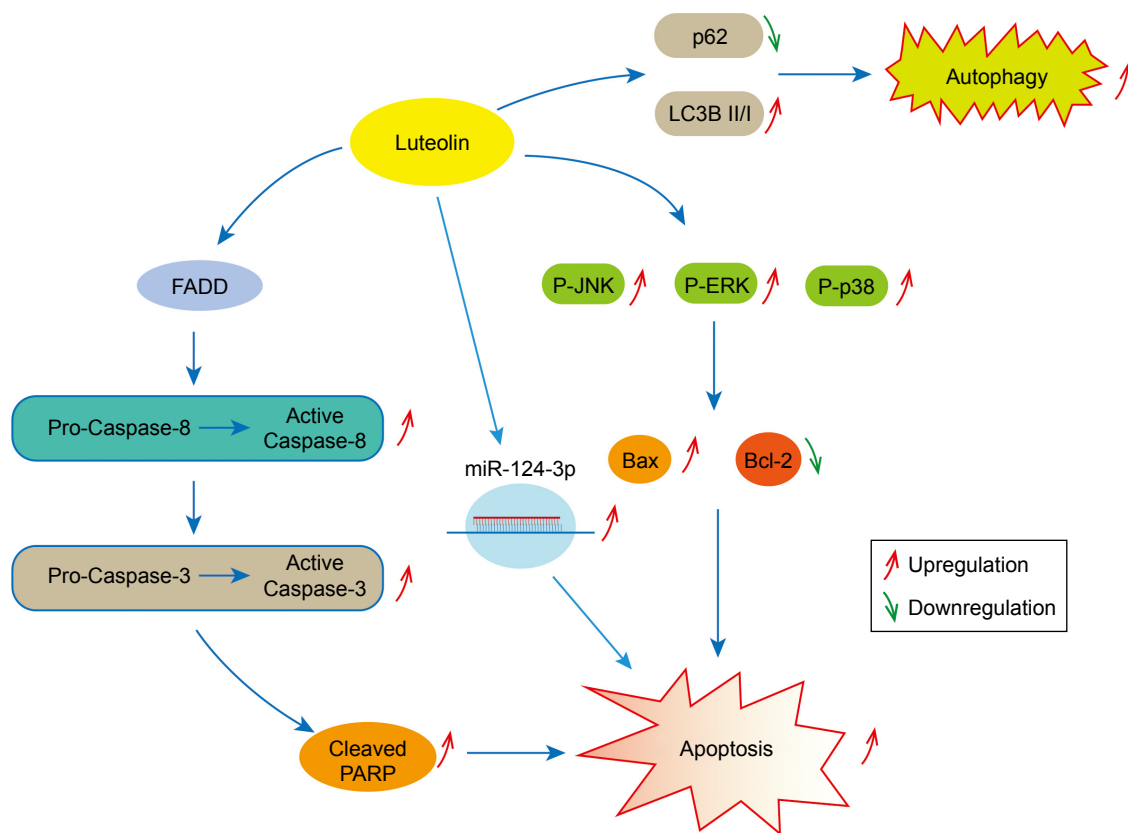 p62
LC3B II/I
Autophagy
Luteolin
FADD
P-JNK
P-ERK
P-p38
Pro-Caspase-8
Active
Caspase-8
miR-124-3p
Bax
Bcl-2
Pro-Caspase-3
Active
Caspase-3
Upregulation
Downregulation
Cleaved
PARP
Apoptosis